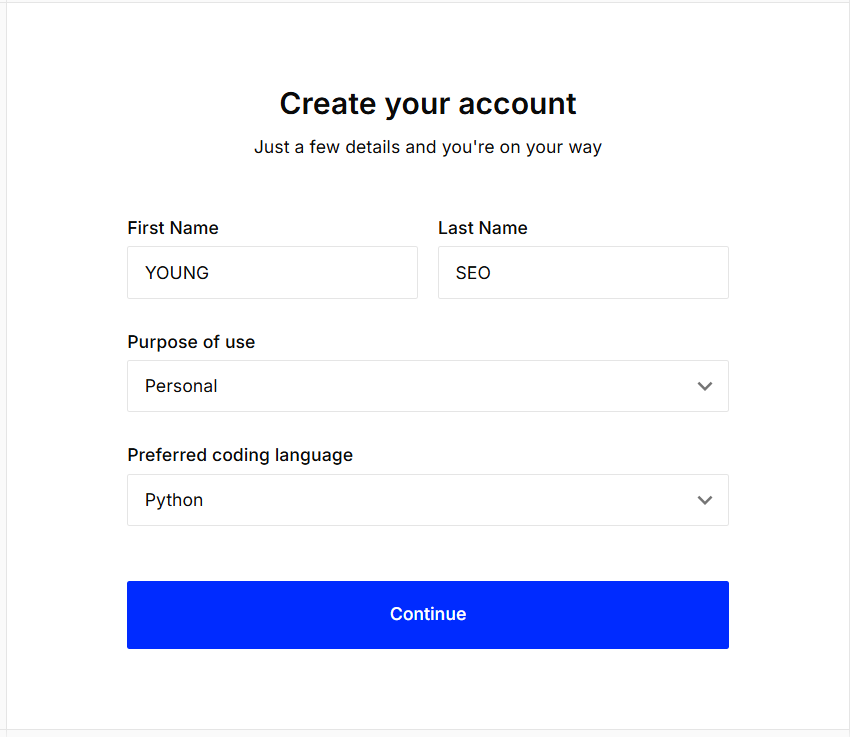 Create your account
Just a few details and you're on your way
First Name
Last Name
YOUNG
SEO
Purpose of use
Personal
Preferred coding language
Python
Continue